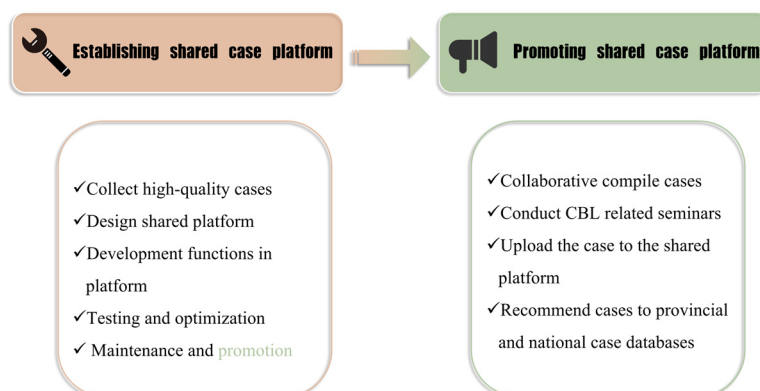 Establishing shared case platform
Promoting shared case platform
✓Collect high-quality cases
✓Design shared platform
✓Development functions in
platform
✓Testing and optimization
✓ Maintenance and promotion
✓Collaborative compile cases
✓Conduct CBL related seminars
✓Upload the case to the shared
platform
✓Recommend cases to provincial
and national case databases